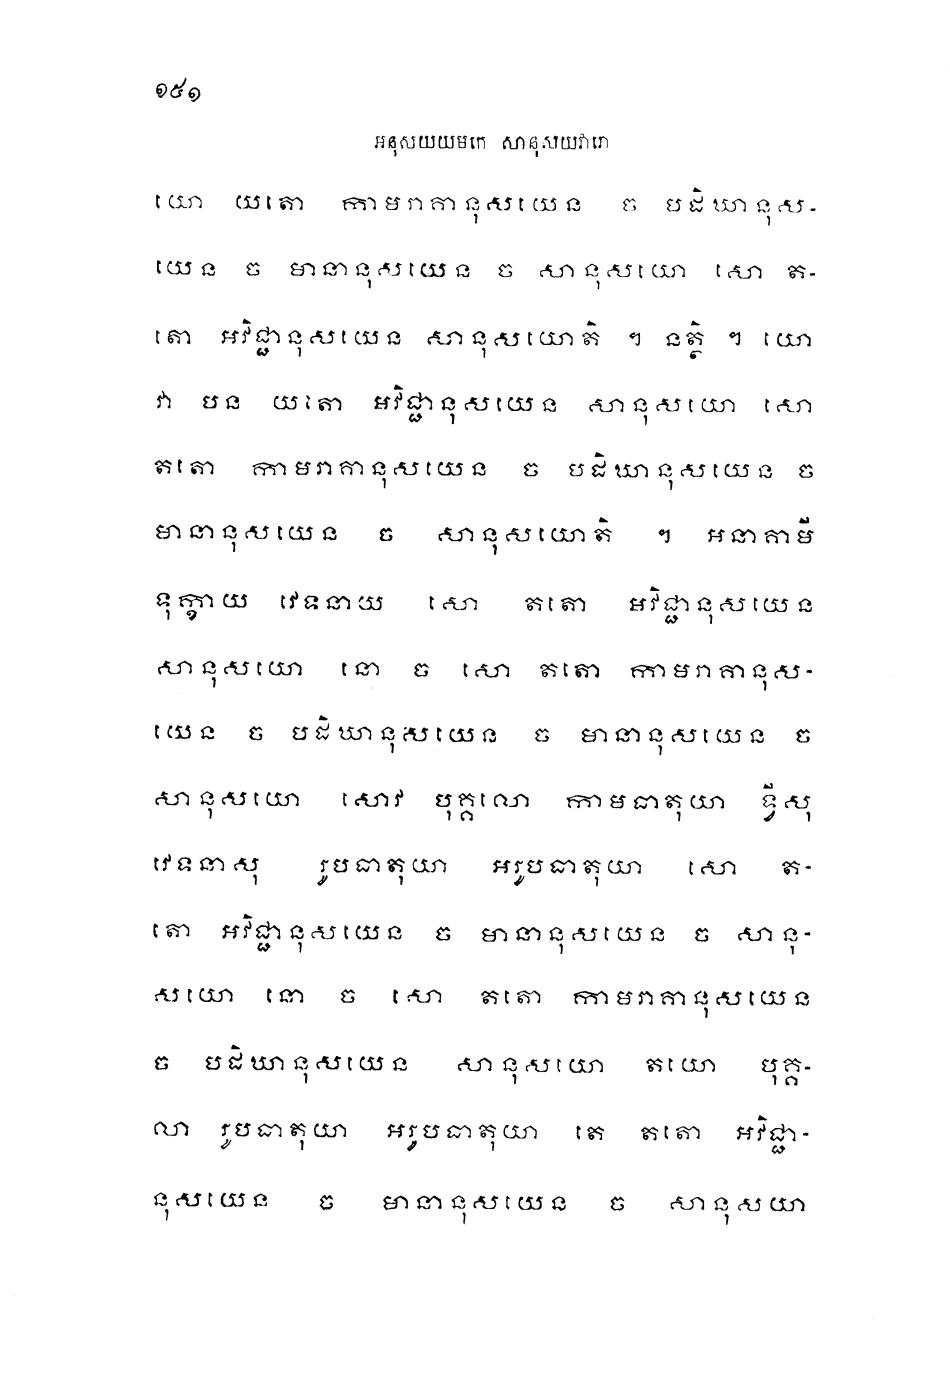 ១៥១
អនុសយយមកេ សានុសយវារោ
យោ យតោ កាមរាគានុសយេន ច បដិឃានុស-
យេន ច មានានុសយេន ច សានុសយោ សោ ត-
តោ អវិជ្ជានុសយេន សានុសយោតិ ។ នត្ថិ ។ យោ
វា បន យតោ អវិជ្ជានុសយេន សានុសយោ សោ
តតោ កាមរាគានុសយេន ច បដិឃានុសយេន ច
មានានុសយេន ច សានុសយោតិ ។ អនាគាមី
ទុក្ខាយ វេទនាយ សោ តតោ អវិជ្ជានុសយេន
សានុសយោ នោ ច សោ តតោ កាមរាគានុស-
យេន ច បដិឃានុសយេន ច មានានុសយេន ច
សានុសយោ សោវ បុគ្គលោ កាមធាតុយា ទ្វីសុ
វេទនាសុ រូបធាតុយា អរូបធាតុយា សោ ត-
តោ អវិជ្ជានុសយេន ច មានានុសយេន ច សានុ-
សយោ នោ ច សោ តតោ កាមរាគានុសយេន
ច បដិឃានុសយេន សានុសយោ តយោ បុគ្គ-
លា រូបធាតុយា អរូបធាតុយា តេ តតោ អវិជ្ជា-
នុសយេន ច មានានុសយេន ច សានុសយា